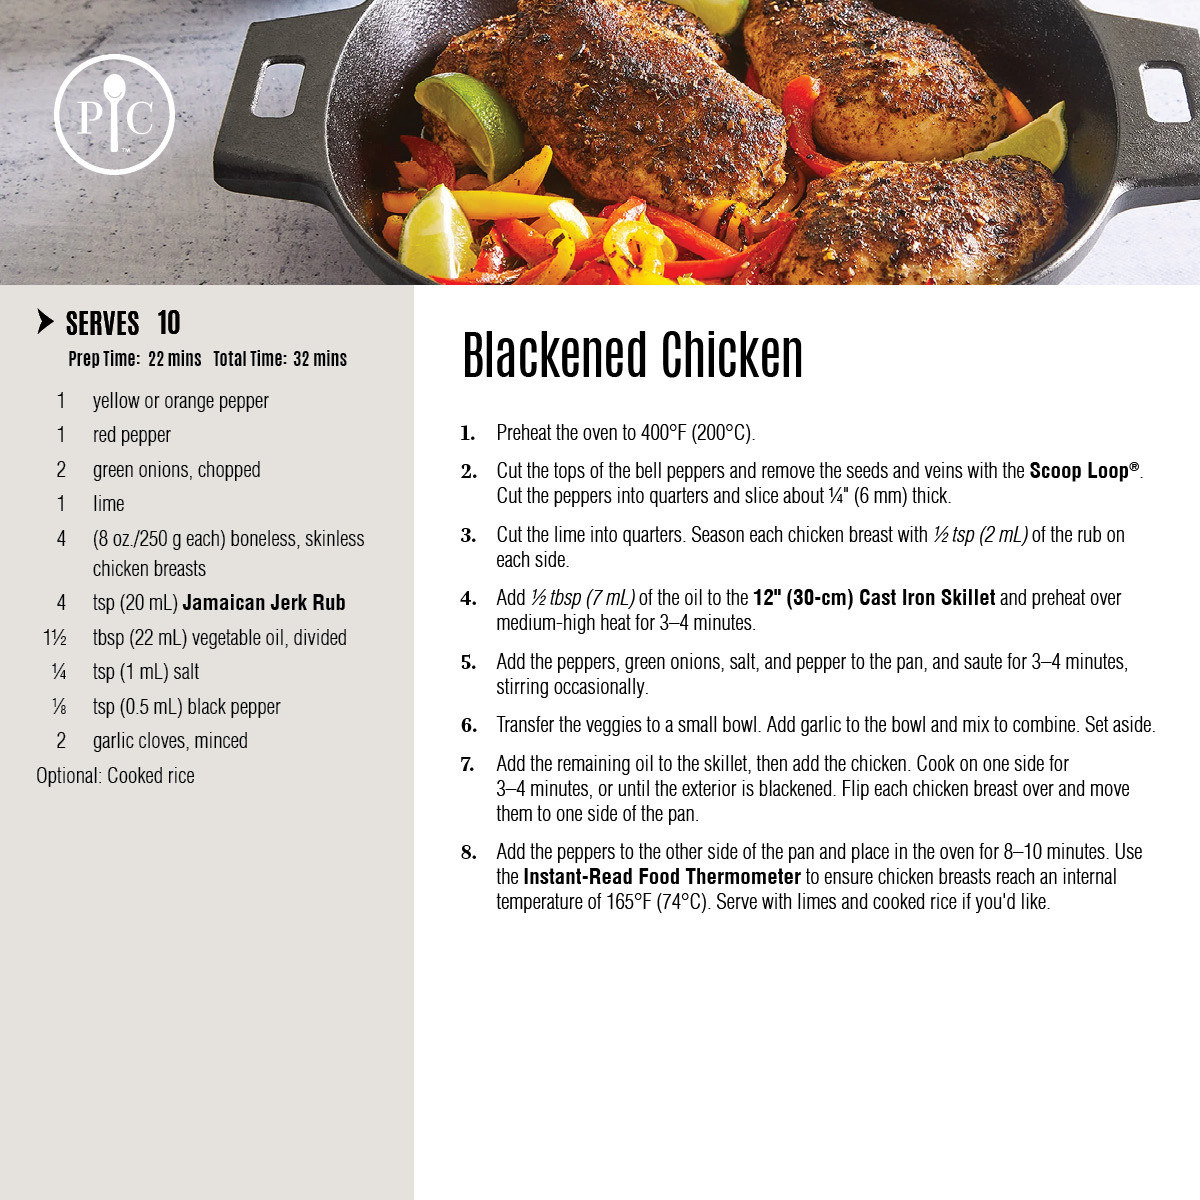 P C
TM
SERVES 10
Prep Time: 22 mins Total Time: 32 mins
1 yellow or orange pepper
1 red pepper
2 green onions, chopped
1 lime
4 (8 oz./250 g each) boneless, skinless
chicken breasts
4 tsp (20 mL) Jamaican Jerk Rub
1½ tbsp (22 mL) vegetable oil, divided
¼ tsp (1 mL) salt
⅛ tsp (0.5 mL) black pepper
2 garlic cloves, minced
Optional: Cooked rice
Blackened Chicken
1. Preheat the oven to 400°F (200°C).
2. Cut the tops of the bell peppers and remove the seeds and veins with the Scoop Loop®.
Cut the peppers into quarters and slice about ¼" (6 mm) thick.
3. Cut the lime into quarters. Season each chicken breast with ½ tsp (2 mL) of the rub on
each side.
4. Add ½ tbsp (7 mL) of the oil to the 12" (30-cm) Cast Iron Skillet and preheat over
medium-high heat for 3–4 minutes.
5. Add the peppers, green onions, salt, and pepper to the pan, and saute for 3–4 minutes,
stirring occasionally.
6. Transfer the veggies to a small bowl. Add garlic to the bowl and mix to combine. Set aside.
7. Add the remaining oil to the skillet, then add the chicken. Cook on one side for
3–4 minutes, or until the exterior is blackened. Flip each chicken breast over and move
them to one side of the pan.
8. Add the peppers to the other side of the pan and place in the oven for 8–10 minutes. Use
the Instant-Read Food Thermometer to ensure chicken breasts reach an internal
temperature of 165°F (74°C). Serve with limes and cooked rice if you'd like.